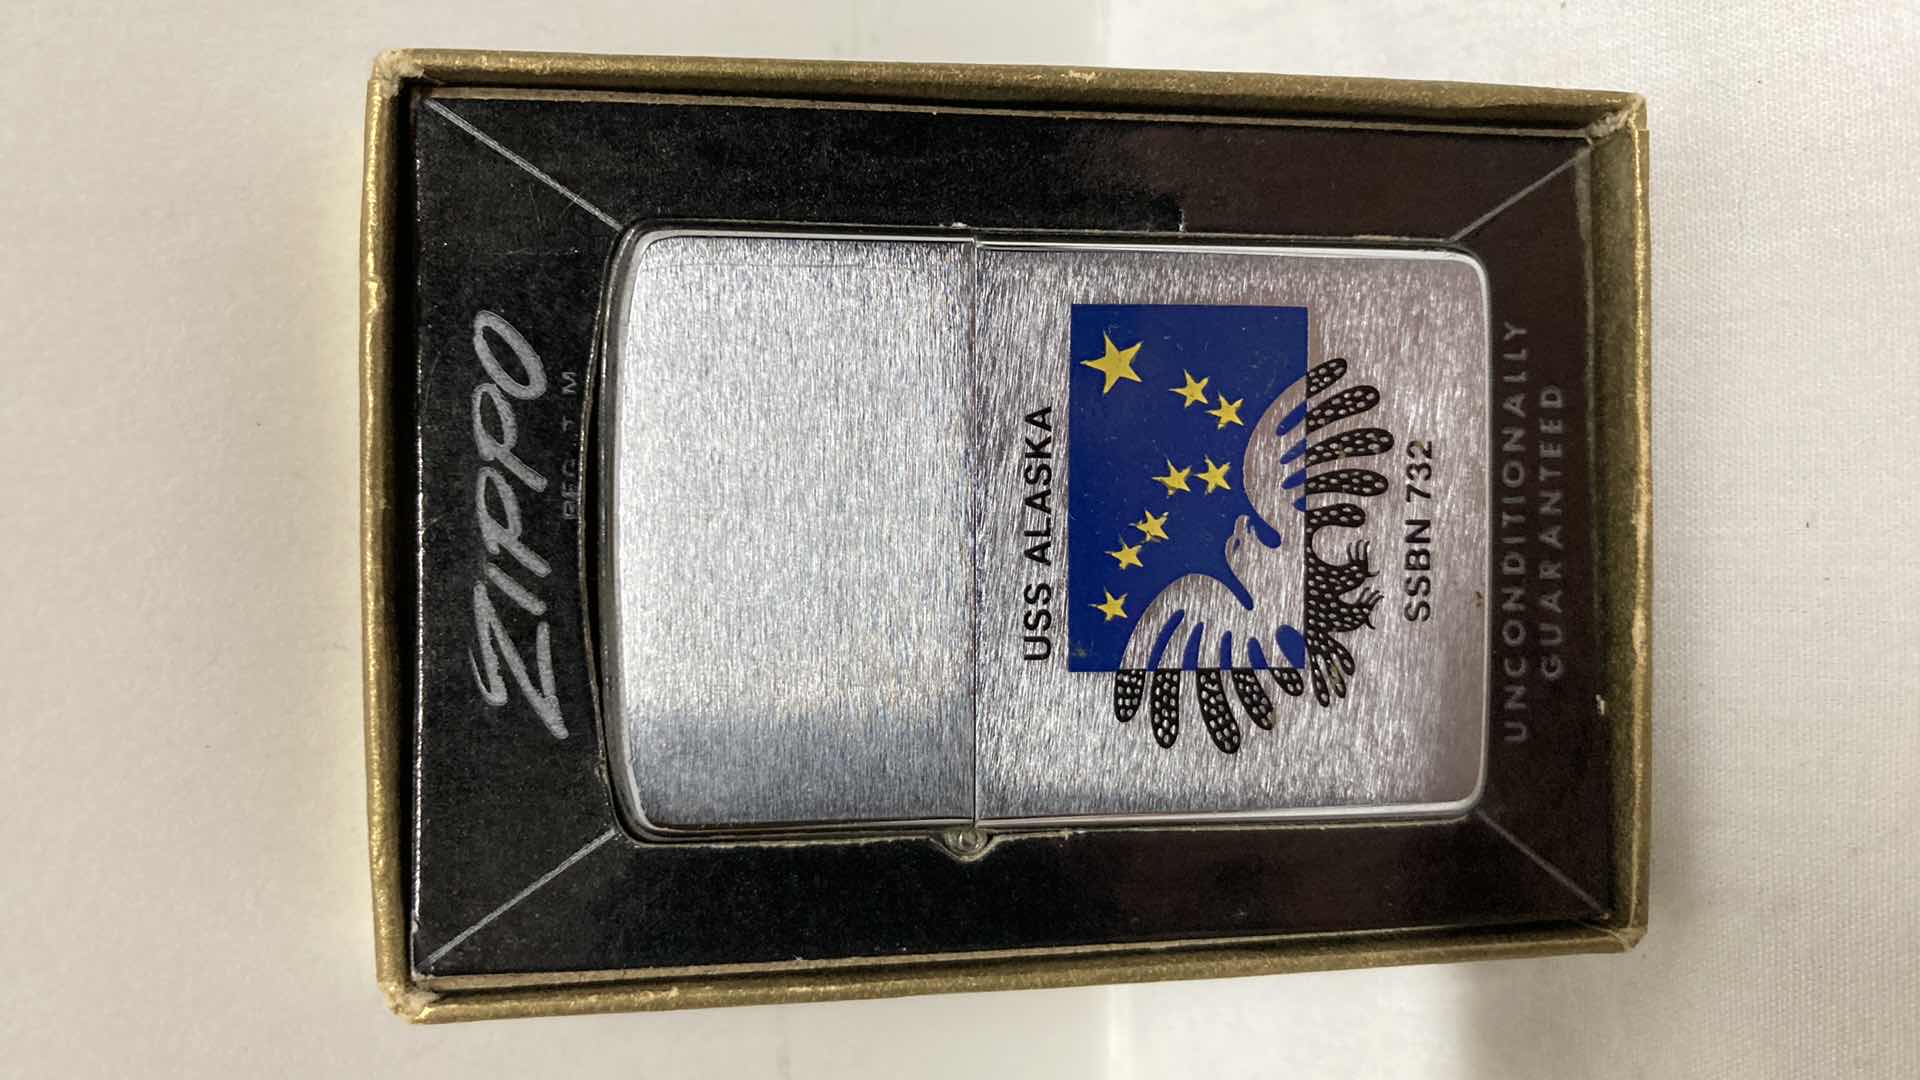 ZIPPO
REG. T. M.
USS ALASKA
SSBN 732
UNCONDITIONALLY
GUARANTEED